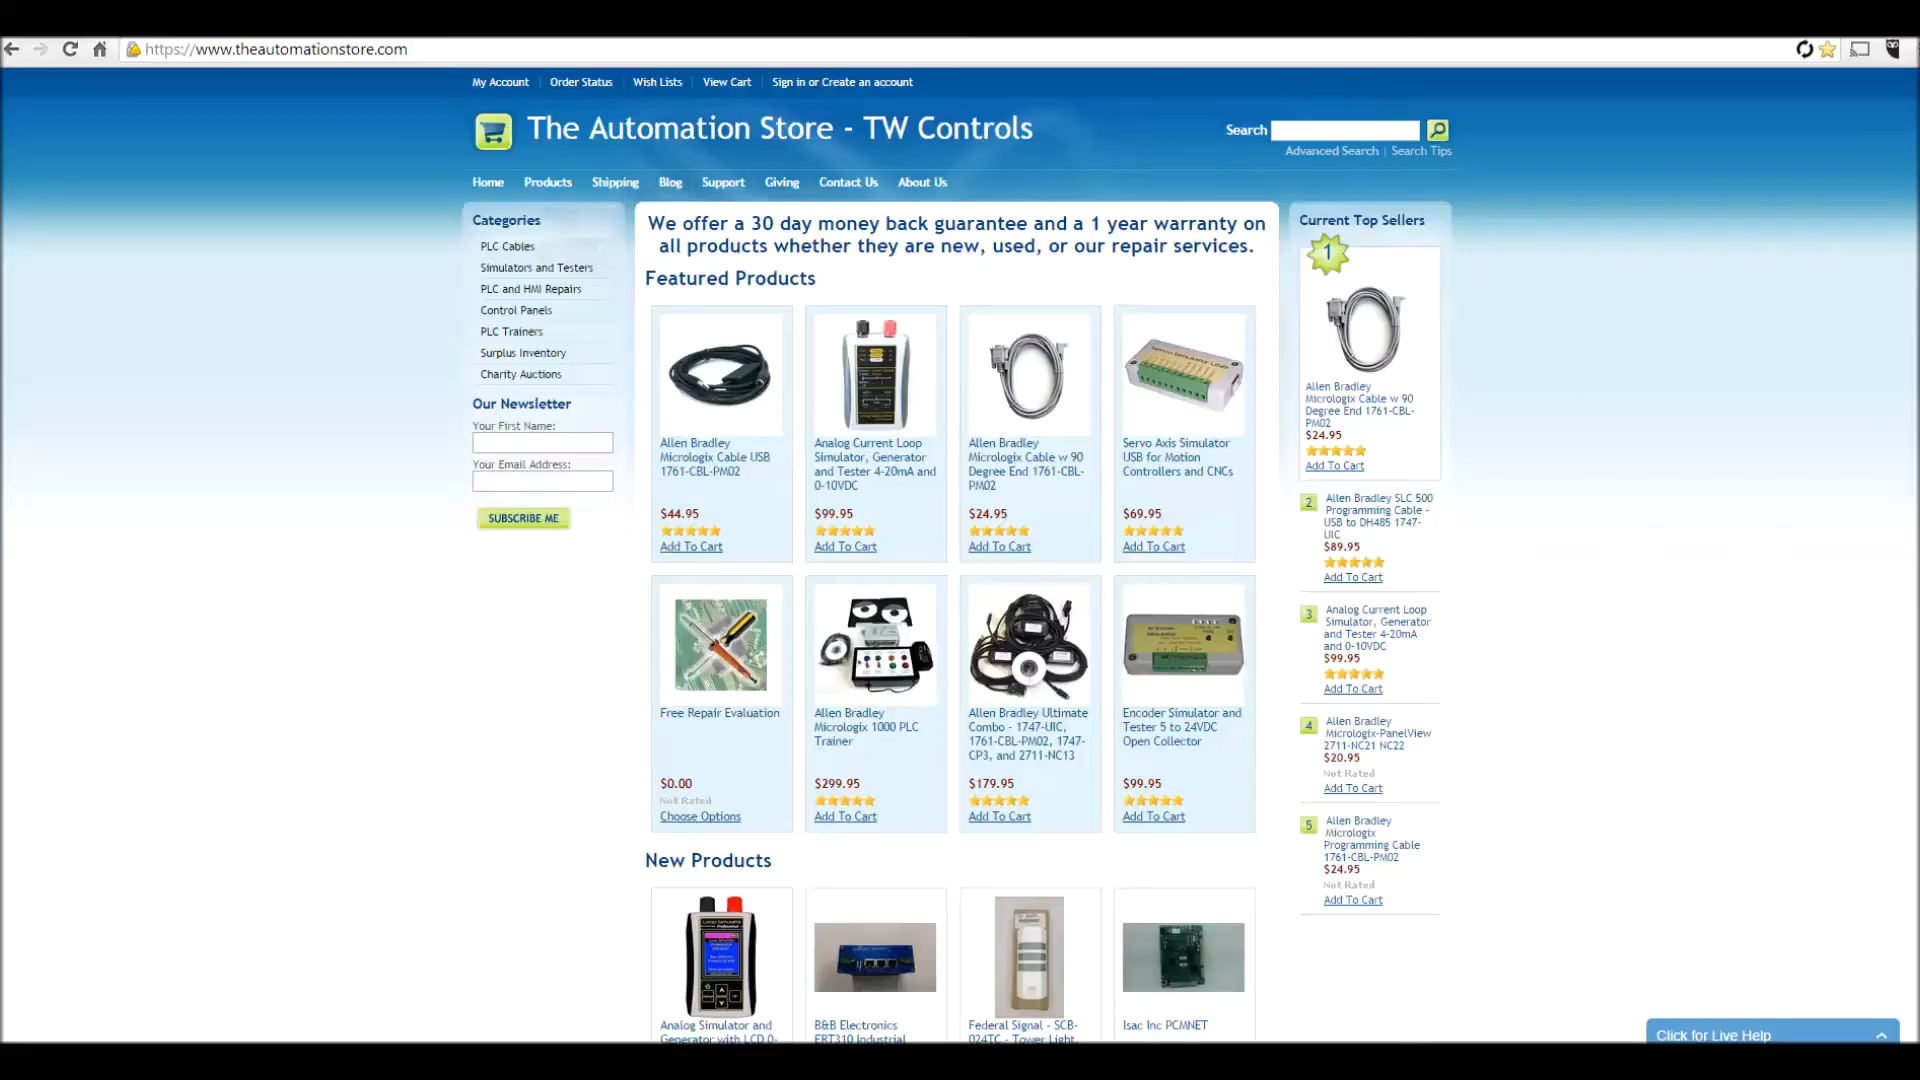 https://www.theautomationstore.com
My Account
Order Status
Wish Lists
View Cart
Sign in or Create an account
The Automation Store - TW Controls
Search
Advanced Search | Search Tips
Home
Products
Shipping
Blog
Support
Giving
Contact Us
About Us
Categories
PLC Cables
Simulators and Testers
PLC and HMI Repairs
Control Panels
PLC Trainers
Surplus Inventory
Charity Auctions
Our Newsletter
Your First Name:
Your Email Address:
SUBSCRIBE ME
We offer a 30 day money back guarantee and a 1 year warranty on
all products whether they are new, used, or our repair services.
Featured Products
Allen Bradley
Micrologix Cable USB
1761-CBL-PM02
$44.95
Add To Cart
Analog Current Loop
Simulator, Generator
and Tester 4-20mA and
0-10VDC
$99.95
Add To Cart
Allen Bradley
Micrologix Cable w 90
Degree End 1761-CBL-
PM02
$24.95
Add To Cart
Servo Simulator USB
Servo Axis Simulator
USB for Motion
Controllers and CNCs
$69.95
Add To Cart
Free Repair Evaluation
$0.00
Not Rated
Choose Options
Allen Bradley
Micrologix 1000 PLC
Trainer
$299.95
Add To Cart
Allen Bradley Ultimate
Combo - 1747-UIC,
1761-CBL-PM02, 1747-
CP3, and 2711-NC13
$179.95
Add To Cart
Encoder Simulator and
Tester 5 to 24VDC
Open Collector
$99.95
Add To Cart
New Products
Analog Simulator and
Generator with LCD 0-
B&B Electronics
ERT310 Industrial
Federal Signal - SCB-
024TC - Tower Light,
Isac Inc PCMNET
Current Top Sellers
1
Allen Bradley
Micrologix Cable w 90
Degree End 1761-CBL-
PM02
$24.95
Add To Cart
2
Allen Bradley SLC 500
Programming Cable -
USB to DH485 1747-
UIC
$89.95
Add To Cart
3
Analog Current Loop
Simulator, Generator
and Tester 4-20mA
and 0-10VDC
$99.95
Add To Cart
4
Allen Bradley
Micrologix-PanelView
2711-NC21 NC22
$20.95
Not Rated
Add To Cart
5
Allen Bradley
Micrologix
Programming Cable
1761-CBL-PM02
$24.95
Not Rated
Add To Cart
Click for Live Help